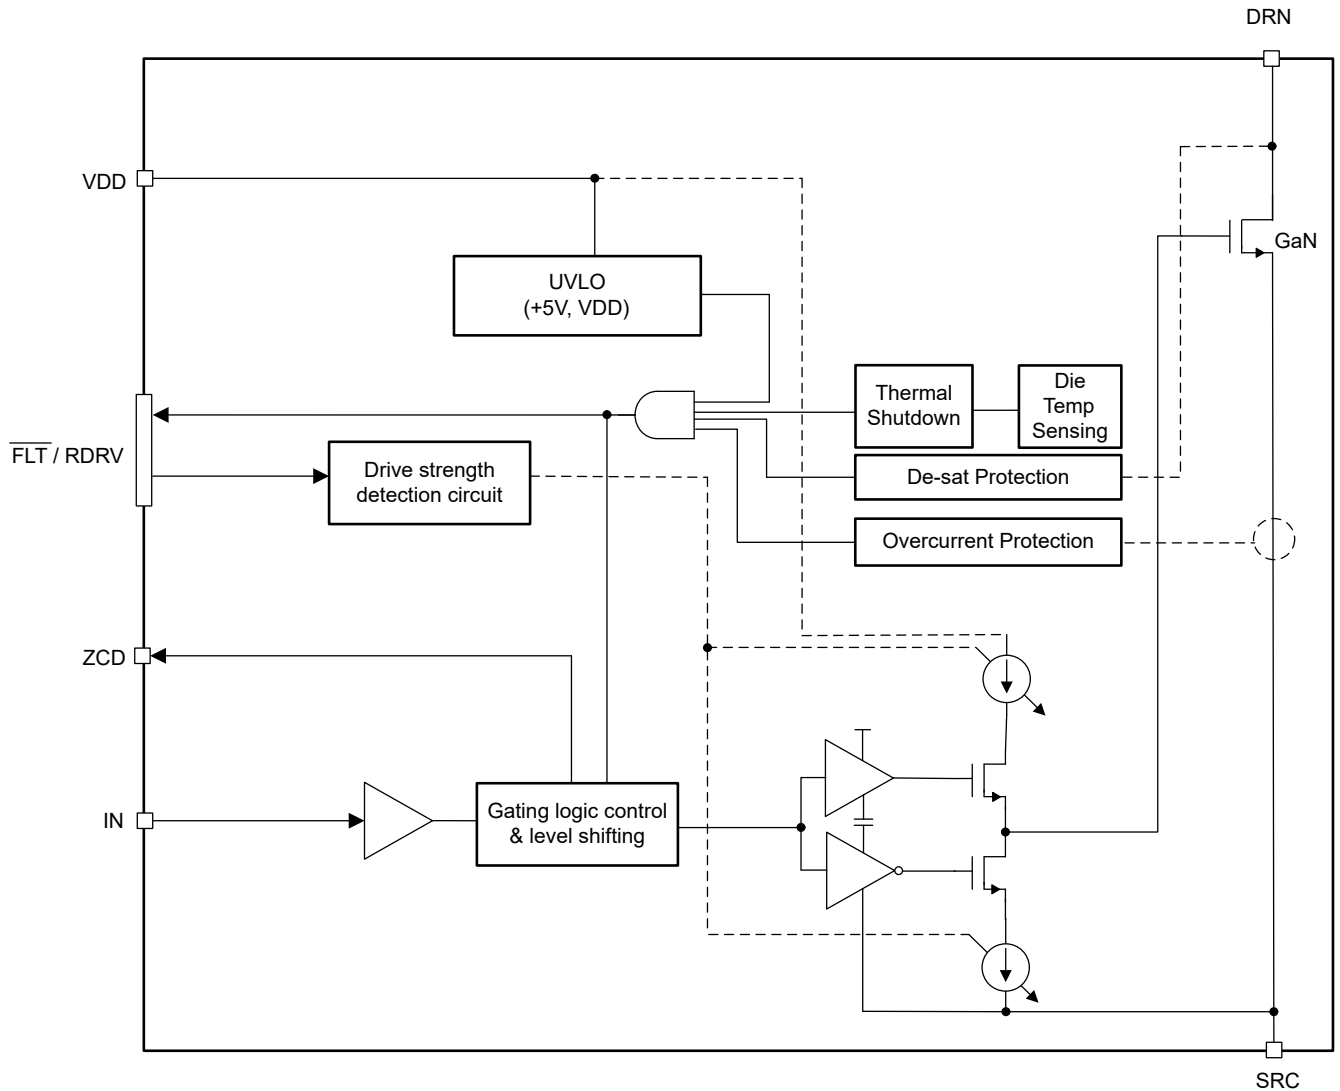 DRN
VDD
GaN
UVLO
(+5V, VDD)
Thermal
Shutdown
Die
Temp
Sensing
FLT / RDRV
Drive strength
detection circuit
De-sat Protection
Overcurrent Protection
ZCD
IN
Gating logic control
& level shifting
SRC